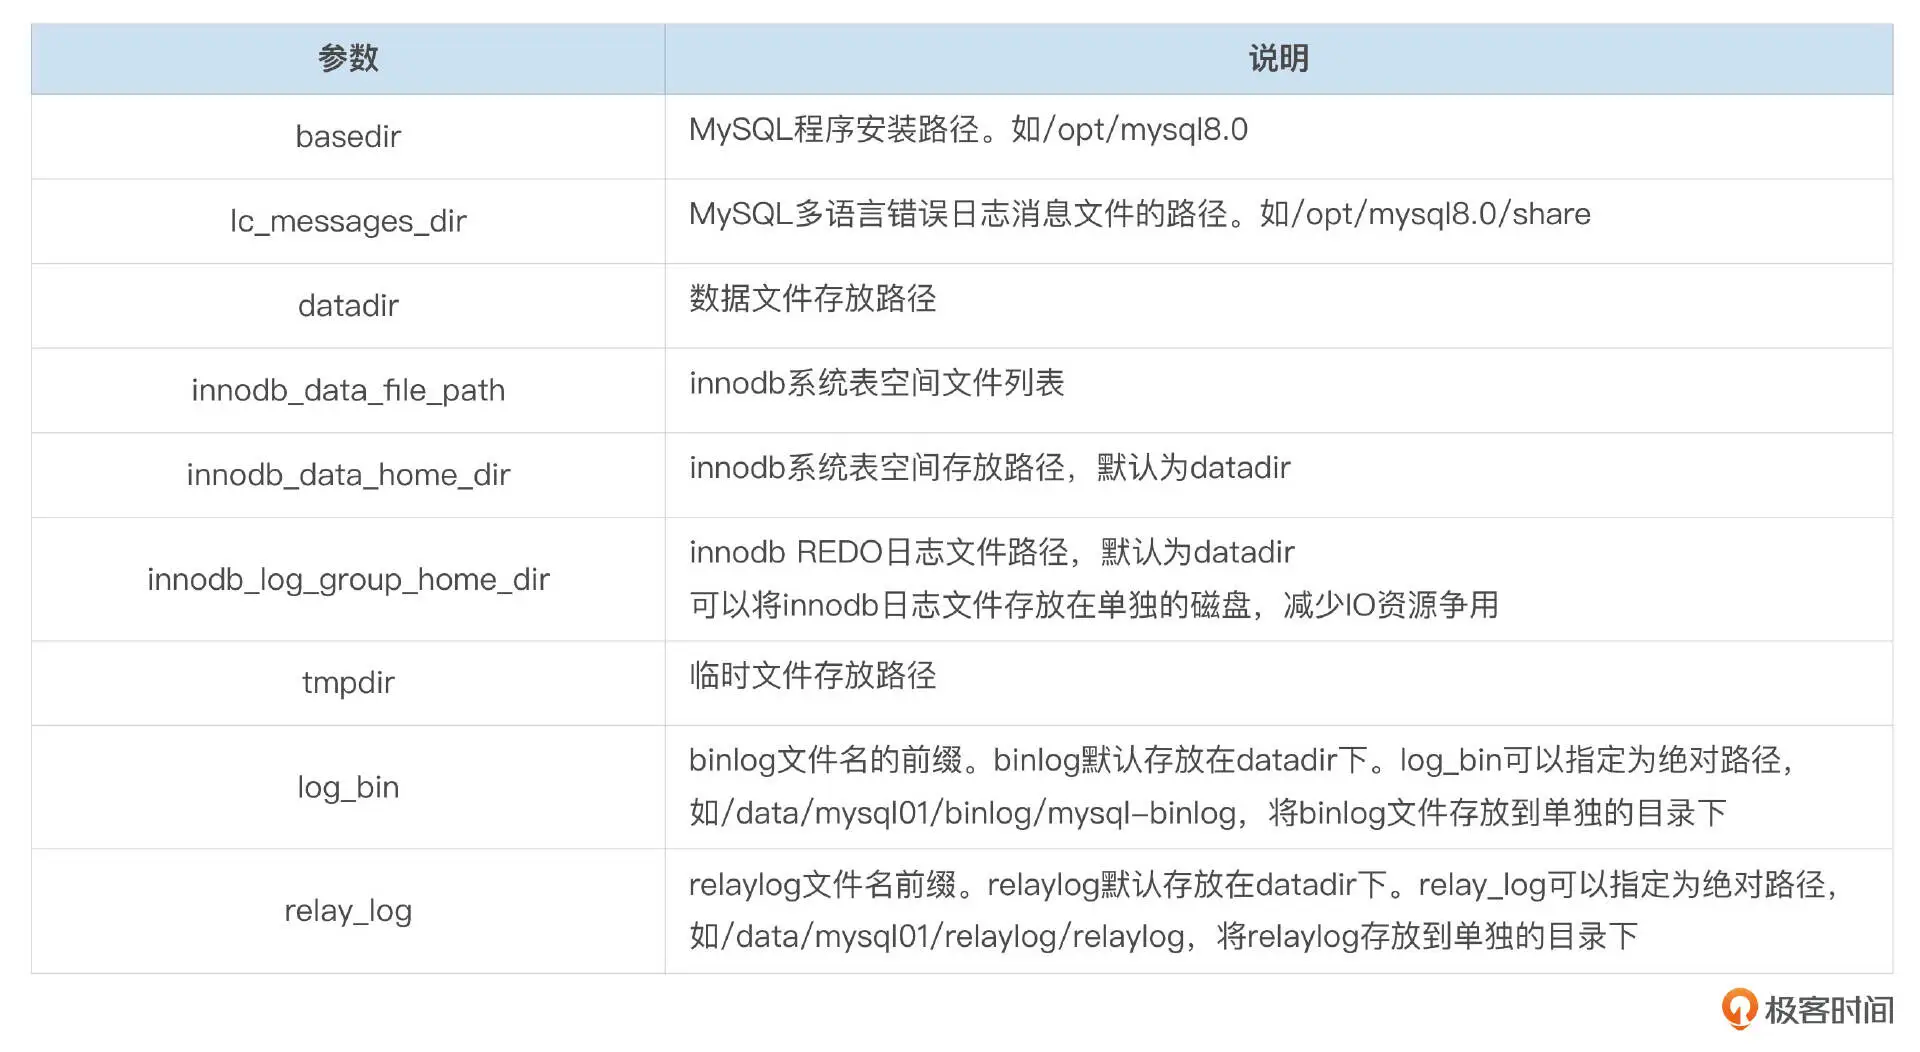 参数 说明
basedir MySQL程序安装路径。如/opt/mysql8.0
lc_messages_dir MySQL多语言错误日志消息文件的路径。如/opt/mysql8.0/share
datadir 数据文件存放路径
innodb_data_file_path innodb系统表空间文件列表
innodb_data_home_dir innodb系统表空间存放路径，默认为datadir
innodb_log_group_home_dir innodb REDO日志文件路径，默认为datadir
可以将innodb日志文件存放在单独的磁盘，减少IO资源争用
tmpdir 临时文件存放路径
log_bin binlog文件名的前缀。binlog默认存放在datadir下。log_bin可以指定为绝对路径，
如/data/mysql01/binlog/mysql-binlog，将binlog文件存放到单独的目录下
relay_log relaylog文件名前缀。relaylog默认存放在datadir下。relay_log可以指定为绝对路径，
如/data/mysql01/relaylog/relaylog，将relaylog存放到单独的目录下
极客时间